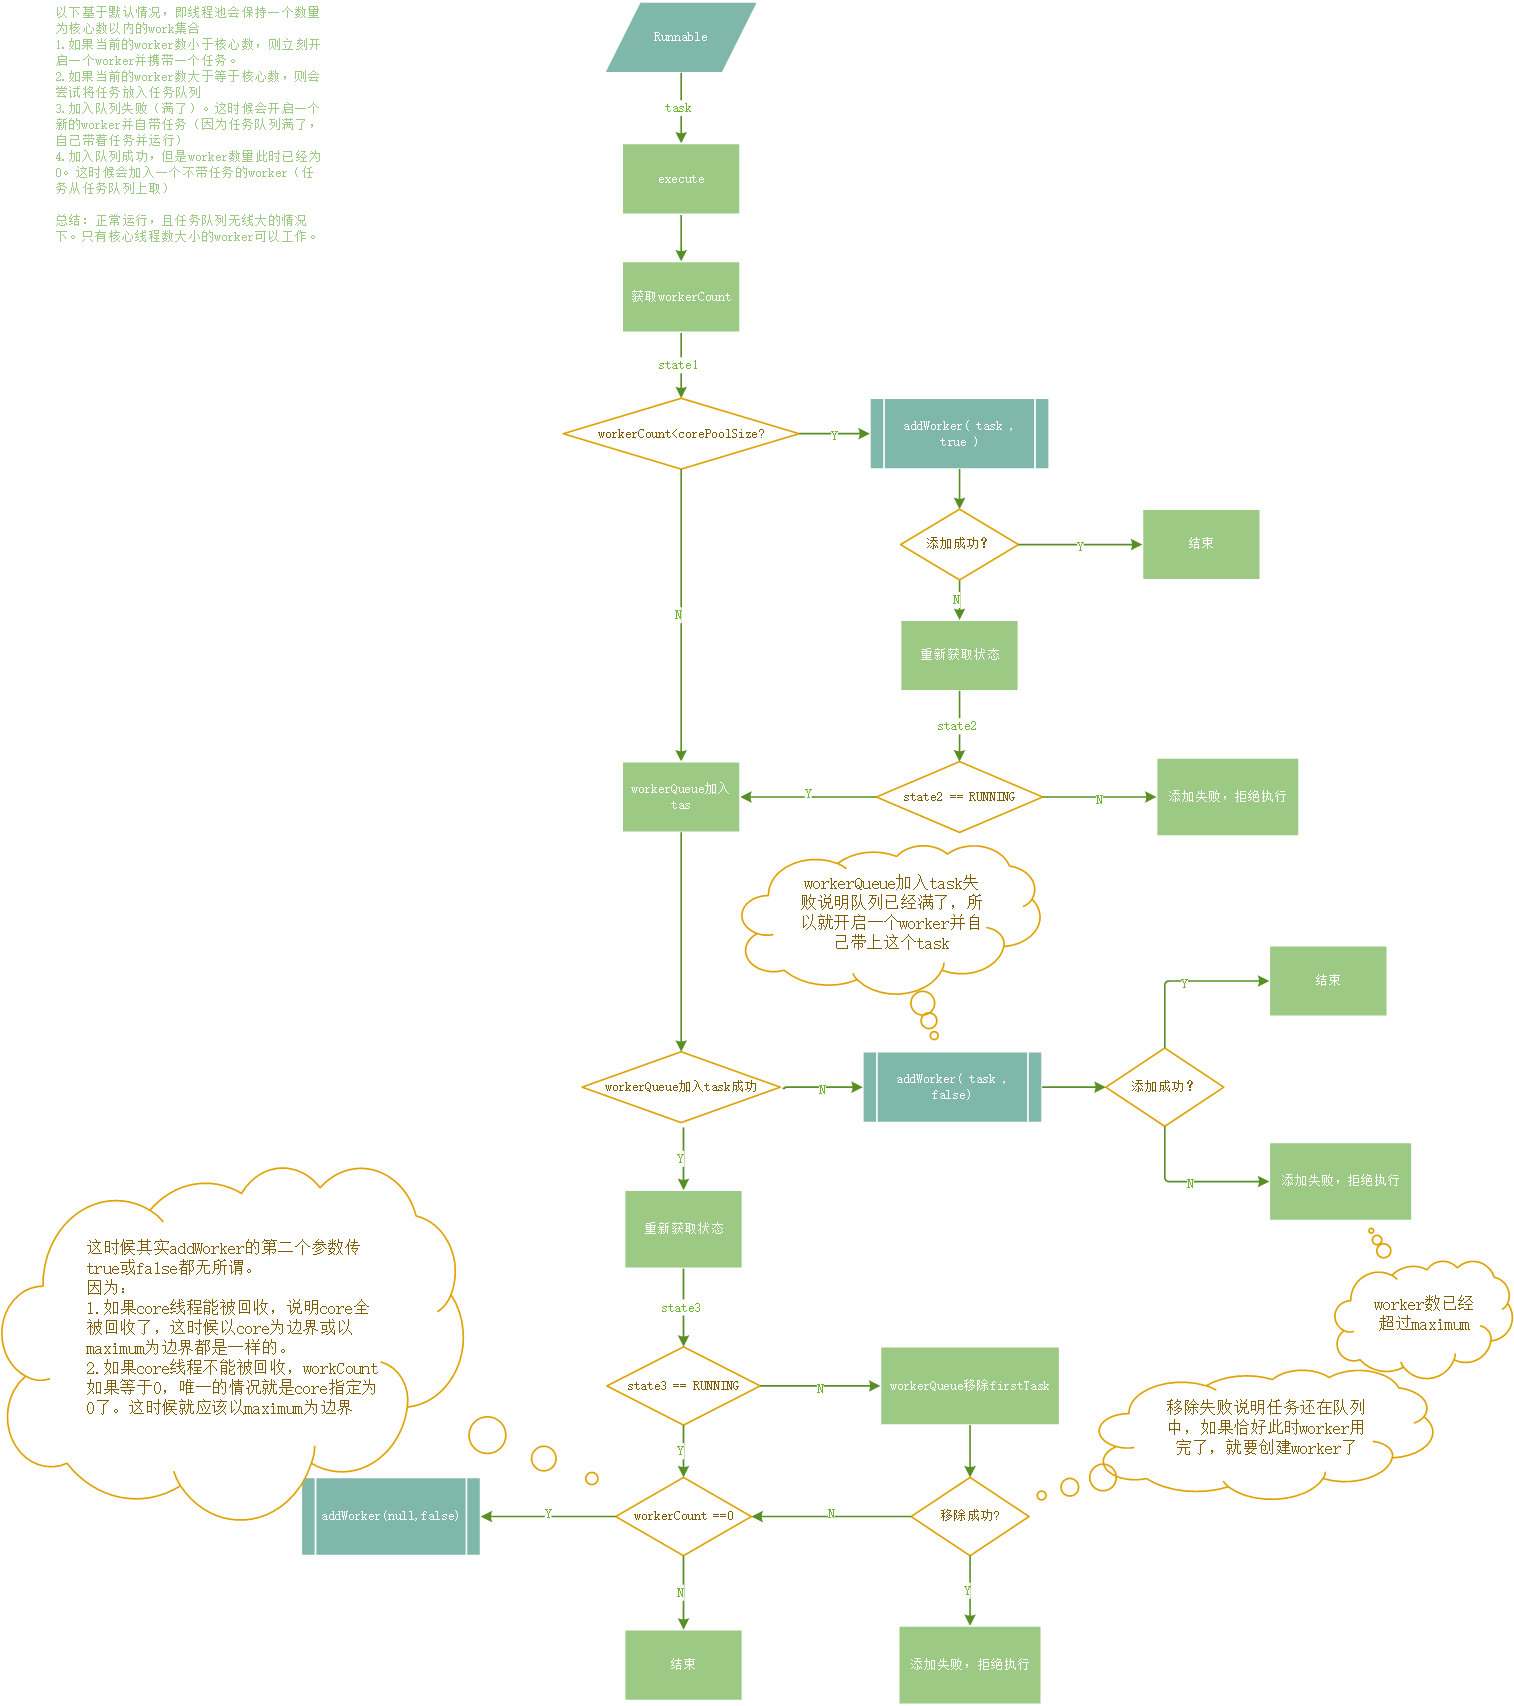 以下基于默认情况，即线程池会保持一个数量
为核心数以内的work集合
1.如果当前的worker数小于核心数，则立刻开
启一个worker并携带一个任务。
2.如果当前的worker数大于等于核心数，则会
尝试将任务放入任务队列
3.加入队列失败（满了）。这时候会开启一个
新的worker并自带任务（因为任务队列满了，
自己带着任务并运行）
4.加入队列成功，但是worker数量此时已经为
0。这时候会加入一个不带任务的worker（任
务从任务队列上取）
总结：正常运行，且任务队列无线大的情况
下。只有核心线程数大小的worker可以工作。
Runnable
task
execute
获取workerCount
state1
workerCount<corePoolSize?
Y
addWorker( task ,
true )
添加成功?
Y
结束
N
N
重新获取状态
state2
workerQueue加入
tas
Y
state2 == RUNNING
N
添加失败，拒绝执行
workerQueue加入task失
败说明队列已经满了，所
以就开启一个worker并自
己带上这个task
Y
结束
workerQueue加入task成功
N
addWorker( task ,
false)
添加成功?
Y
N
添加失败，拒绝执行
重新获取状态
这时候其实addWorker的第二个参数传
true或false都无所谓。
因为：
1.如果core线程能被回收，说明core全
被回收了，这时候以core为边界或以
maximum为边界都是一样的。
2.如果core线程不能被回收，workCount
如果等于0，唯一的情况就是core指定为
0了。这时候就应该以maximum为边界
state3
worker数已经
超过maximum
state3 == RUNNING
N
workerQueue移除firstTask
移除失败说明任务还在队列
中，如果恰好此时worker用
完了，就要创建worker了
Y
addWorker(null,false)
Y
workerCount ==0
N
移除成功?
N
Y
结束
添加失败，拒绝执行